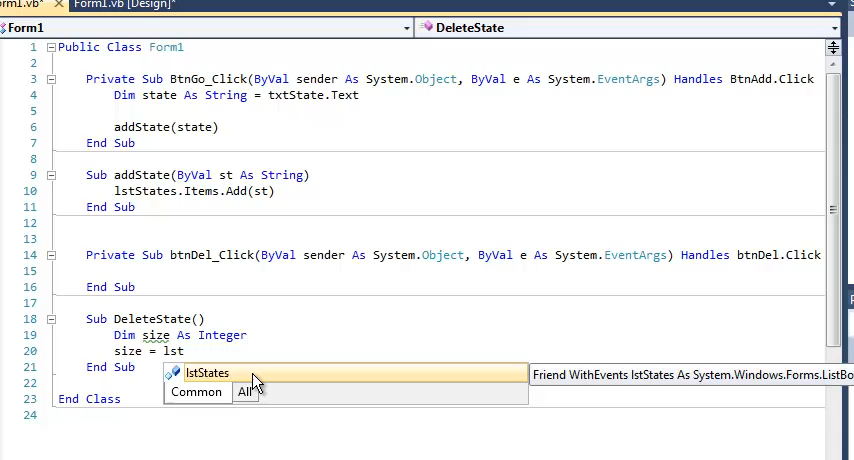 orm1.vb* Form1.vb [Design]*
Form1 DeleteState
1 Public Class Form1
2
3 Private Sub BtnGo_Click(ByVal sender As System.Object, ByVal e As System.EventArgs) Handles BtnAdd.Click
4 Dim state As String = txtState.Text
5
6 addState(state)
7 End Sub
8
9 Sub addState(ByVal st As String)
10 lstStates.Items.Add(st)
11 End Sub
12
13
14 Private Sub btnDel_Click(ByVal sender As System.Object, ByVal e As System.EventArgs) Handles btnDel.Click
15
16 End Sub
17
18 Sub DeleteState()
19 Dim size As Integer
20 size = lst
21 End Sub
lstStates
Friend WithEvents lstStates As System.Windows.Forms.ListBo
22
Common All
23 End Class
24